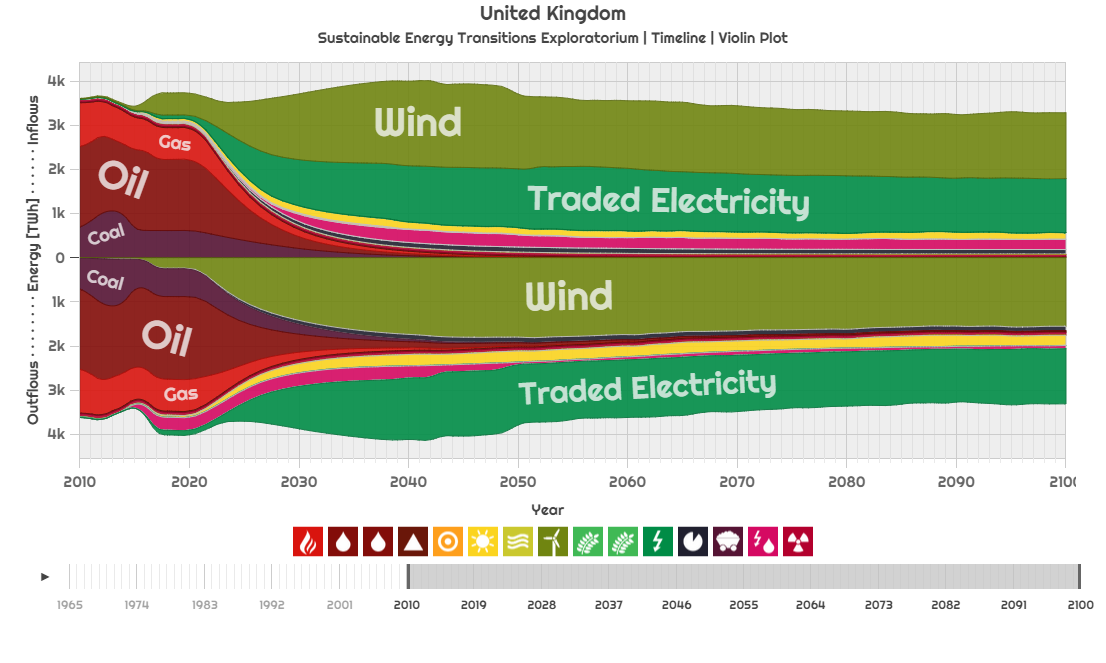 United Kingdom
Sustainable Energy Transitions Exploratorium | Timeline | Violin Plot
Outflows · · · · · · · · Energy [TWh] · · · · · · Inflows
4k
3k
2k
1k
0
1k
2k
3k
4k
Wind
Gas
Oil
Traded Electricity
Coal
Coal
Wind
Oil
Traded Electricity
Gas
2010 2020 2030 2040 2050 2060 2070 2080 2090 2100
Year
1965 1974 1983 1992 2001 2010 2019 2028 2037 2046 2055 2064 2073 2082 2091 2100